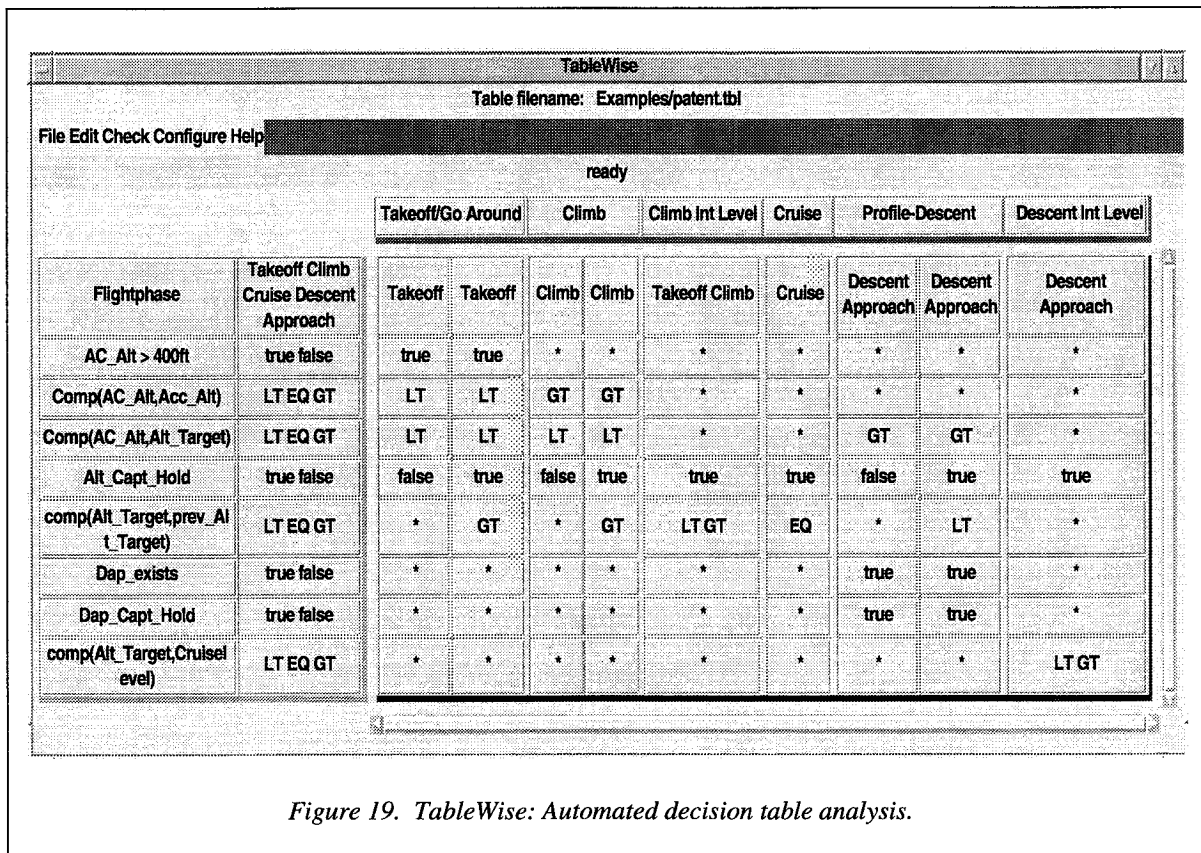 TableWise
Table filename: Examples/patent.tbl
File Edit Check Configure Help
ready
Takeoff/Go Around Climb Climb Int Level Cruise Profile-Descent Descent Int Level
Flightphase Takeoff Climb Cruise Descent Approach Takeoff Takeoff Climb Climb Takeoff Climb Cruise Descent Approach Descent Approach Descent Approach
AC_Alt > 400ft true false true true * * * * * * *
Comp(AC_Alt,Acc_Alt) LT EQ GT LT LT GT GT * * * * *
Comp(AC_Alt,Alt_Target) LT EQ GT LT LT LT LT * * GT GT *
Alt_Capt_Hold true false false true false true true true false true true
comp(Alt_Target,prev_Alt_Target) LT EQ GT * GT * GT LT GT EQ * LT *
Dap_exists true false * * * * * * true true *
Dap_Capt_Hold true false * * * * * * true true *
comp(Alt_Target,Cruiselevel) LT EQ GT * * * * * * * * LT GT
Figure 19. TableWise: Automated decision table analysis.